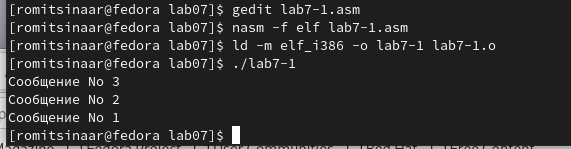 [romitsinaar@fedora lab07]$ gedit lab7-1.asm
[romitsinaar@fedora lab07]$ nasm -f elf lab7-1.asm
[romitsinaar@fedora lab07]$ ld -m elf_i386 -o lab7-1 lab7-1.o
[romitsinaar@fedora lab07]$ ./lab7-1
Сообщение No 3
Сообщение No 2
Сообщение No 1
[romitsinaar@fedora lab07]$